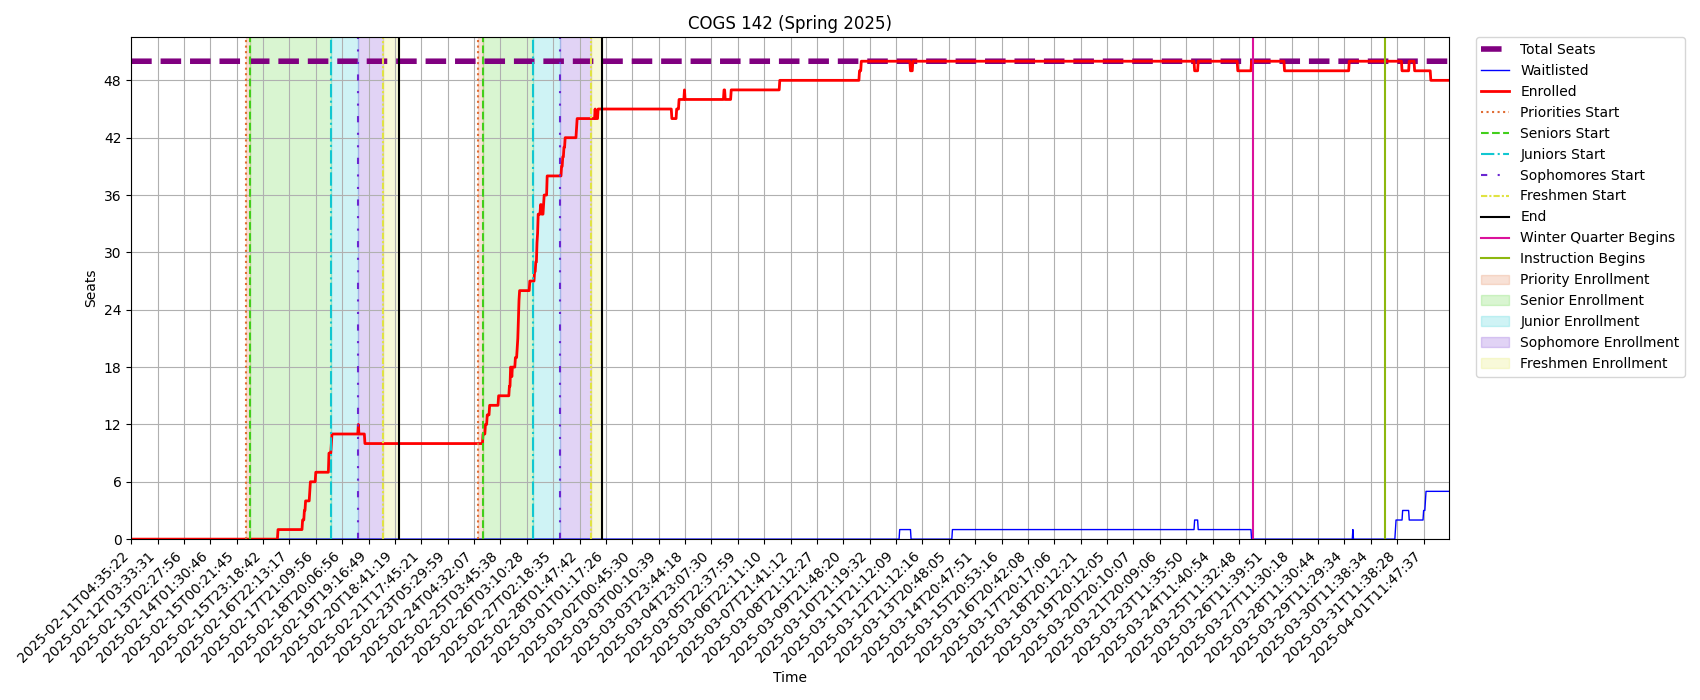 COGS 142 (Spring 2025)
Seats
48
42
36
30
24
18
12
6
0
2025-02-11T04:35:22
2025-02-12T03:33:31
2025-02-13T02:27:56
2025-02-14T01:30:46
2025-02-15T00:21:45
2025-02-15T23:18:42
2025-02-16T22:13:17
2025-02-17T21:09:56
2025-02-18T20:06:56
2025-02-19T19:16:49
2025-02-20T18:41:19
2025-02-21T17:45:21
2025-02-23T05:29:59
2025-02-24T04:32:07
2025-02-25T03:45:38
2025-02-26T03:10:28
2025-02-27T02:18:35
2025-02-28T01:47:42
2025-03-01T01:17:26
2025-03-02T00:45:30
2025-03-03T00:10:39
2025-03-03T23:44:18
2025-03-04T23:07:30
2025-03-05T22:37:59
2025-03-06T22:11:10
2025-03-07T21:41:12
2025-03-08T21:12:27
2025-03-09T21:48:20
2025-03-10T21:19:32
2025-03-11T21:12:09
2025-03-12T21:12:16
2025-03-13T20:48:05
2025-03-14T20:47:51
2025-03-15T20:53:16
2025-03-16T20:42:08
2025-03-17T20:17:06
2025-03-18T20:12:21
2025-03-19T20:12:05
2025-03-20T20:10:07
2025-03-21T20:09:06
2025-03-23T11:35:50
2025-03-24T11:40:54
2025-03-25T11:32:48
2025-03-26T11:39:51
2025-03-27T11:30:18
2025-03-28T11:30:44
2025-03-29T11:29:34
2025-03-30T11:38:34
2025-03-31T11:38:28
2025-04-01T11:47:37
Time
Total Seats
Waitlisted
Enrolled
Priorities Start
Seniors Start
Juniors Start
Sophomores Start
Freshmen Start
End
Winter Quarter Begins
Instruction Begins
Priority Enrollment
Senior Enrollment
Junior Enrollment
Sophomore Enrollment
Freshmen Enrollment